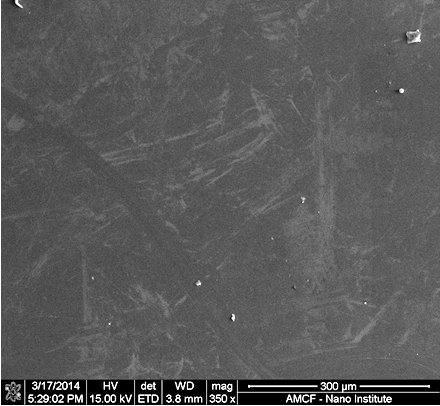 3/17/2014 HV det WD mag 300 µm
5:29:02 PM 15.00 kV ETD 3.8 mm 350 x AMCF - Nano Institute